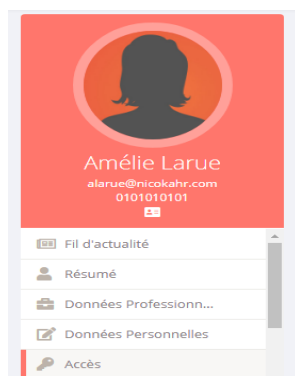 Amélie Larue
alarue@nicokahr.com
0101010101
Fil d'actualité
Résumé
Données Professionn...
Données Personnelles
Accès